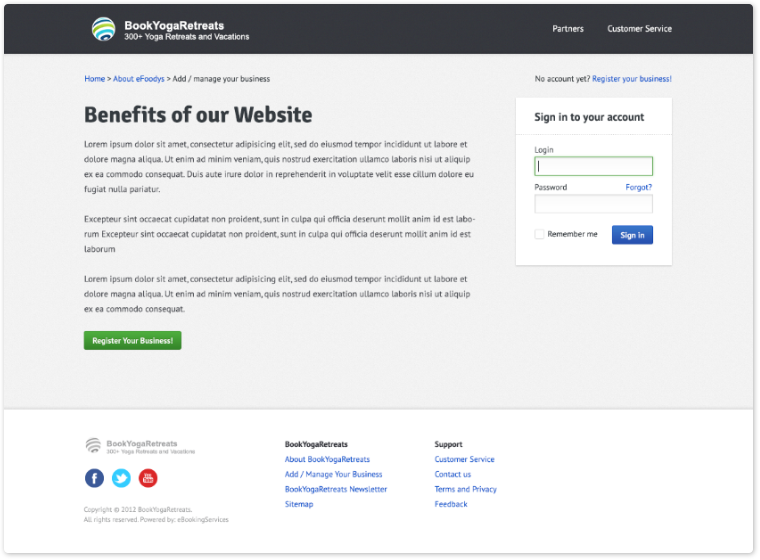 BookYogaRetreats
300+ Yoga Retreats and Vacations
Partners
Customer Service
Home > About eFoodys > Add / manage your business
No account yet? Register your business!
Benefits of our Website
Lorem ipsum dolor sit amet, consectetur adipisicing elit, sed do eiusmod tempor incididunt ut labore et
dolore magna aliqua. Ut enim ad minim veniam, quis nostrud exercitation ullamco laboris nisi ut aliquip
ex ea commodo consequat. Duis aute irure dolor in reprehenderit in voluptate velit esse cillum dolore eu
fugiat nulla pariatur.
Excepteur sint occaecat cupidatat non proident, sunt in culpa qui officia deserunt mollit anim id est labo-
rum Excepteur sint occaecat cupidatat non proident, sunt in culpa qui officia deserunt mollit anim id est
laborum
Lorem ipsum dolor sit amet, consectetur adipisicing elit, sed do eiusmod tempor incididunt ut labore et
dolore magna aliqua. Ut enim ad minim veniam, quis nostrud exercitation ullamco laboris nisi ut aliquip
ex ea commodo consequat.
Register Your Business!
Sign in to your account
Login
Password
Forgot?
Remember me
Sign in
BookYogaRetreats
300+ Yoga Retreats and Vacations
f
You
Tube
Copyright © 2012 BookYogaRetreats.
All rights reserved. Powered by: eBookingServices
BookYogaRetreats
About BookYogaRetreats
Add / Manage Your Business
BookYogaRetreats Newsletter
Sitemap
Support
Customer Service
Contact us
Terms and Privacy
Feedback